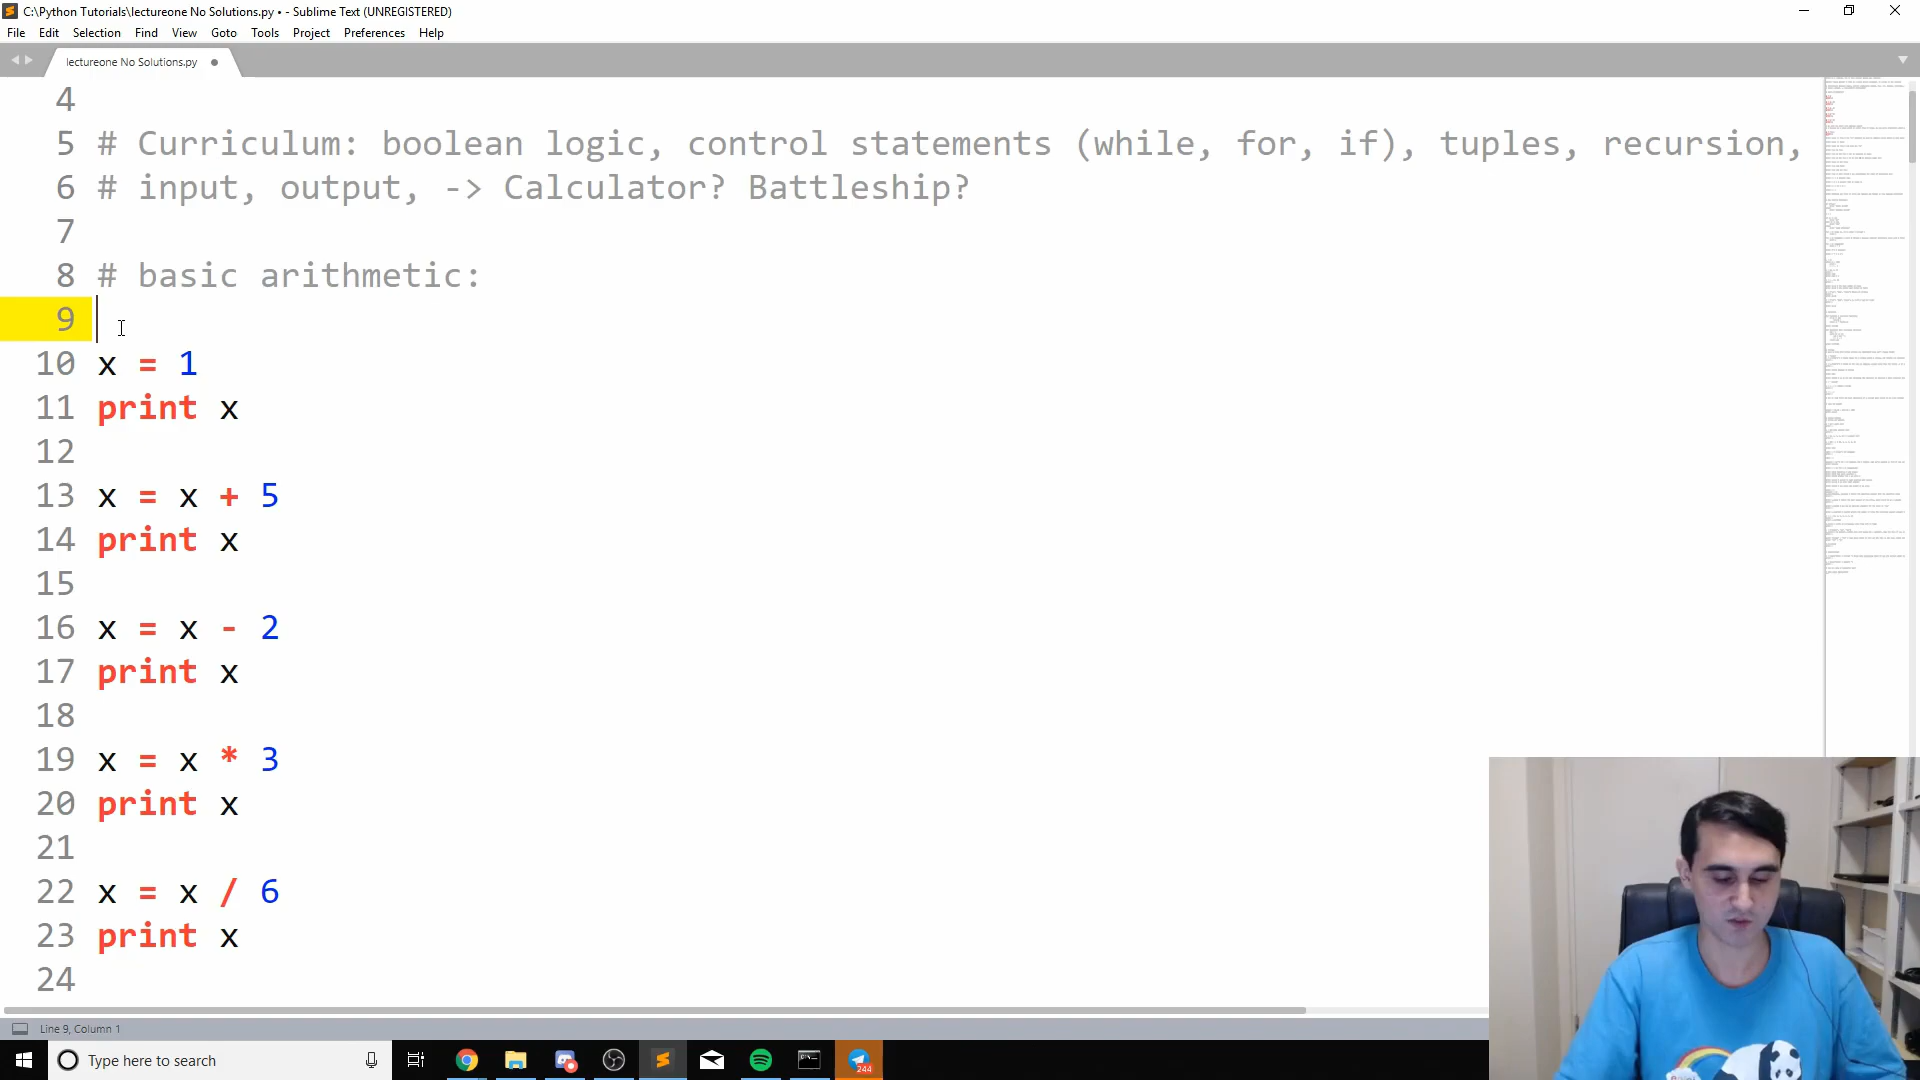 C:\Python Tutorials\lectureone No Solutions.py • - Sublime Text (UNREGISTERED)
File Edit Selection Find View Goto Tools Project Preferences Help
lectureone No Solutions.py
4
5 # Curriculum: boolean logic, control statements (while, for, if), tuples, recursion,
6 # input, output, -> Calculator? Battleship?
7
8 # basic arithmetic:
9
10 x = 1
11 print x
12
13 x = x + 5
14 print x
15
16 x = x - 2
17 print x
18
19 x = x * 3
20 print x
21
22 x = x / 6
23 print x
24
Line 9, Column 1
Type here to search
244